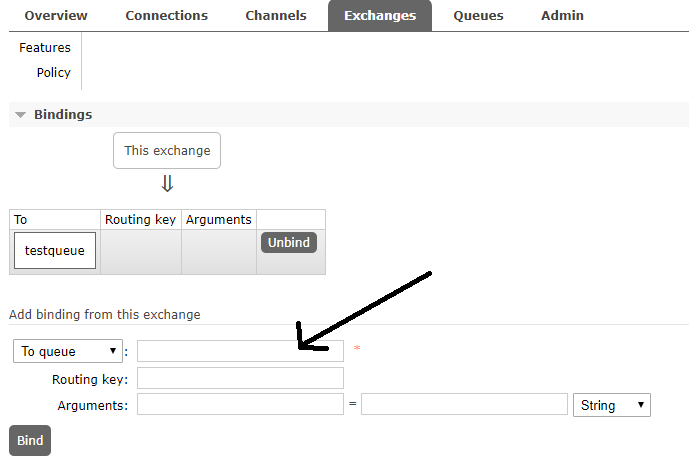 Overview Connections Channels Exchanges Queues Admin
Features
Policy
Bindings
This exchange
⇓
To Routing key Arguments
testqueue Unbind
Add binding from this exchange
To queue : *
Routing key:
Arguments: = String
Bind